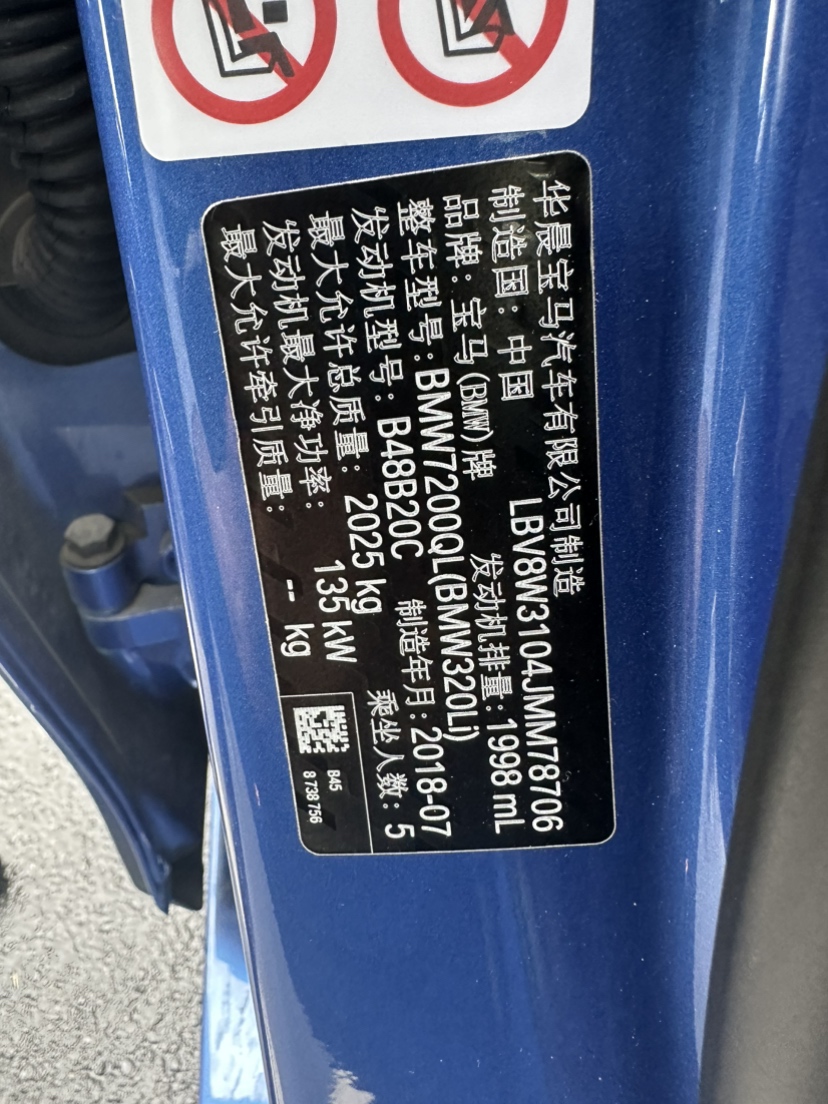 华晨宝马汽车有限公司制造
制造国: 中国 LBV8W3104JMM78706
品牌: 宝马(BMW)牌 发动机排量: 1998 mL
整车型号: BMW7200QL(BMW320Li)
发动机型号: B48B20C 制造年月: 2018-07
最大允许总质量: 2025 kg 乘坐人数: 5
发动机最大净功率: 135 kW
最大允许牵引质量: -- kg
B45
8 738 756